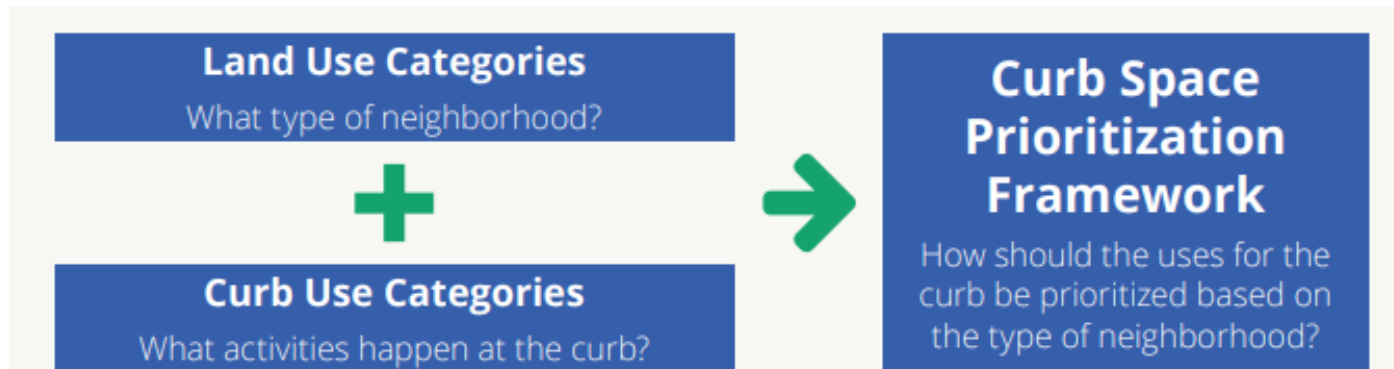 Land Use Categories
What type of neighborhood?
Curb Use Categories
What activities happen at the curb?
Curb Space
Prioritization
Framework
How should the uses for the
curb be prioritized based on
the type of neighborhood?